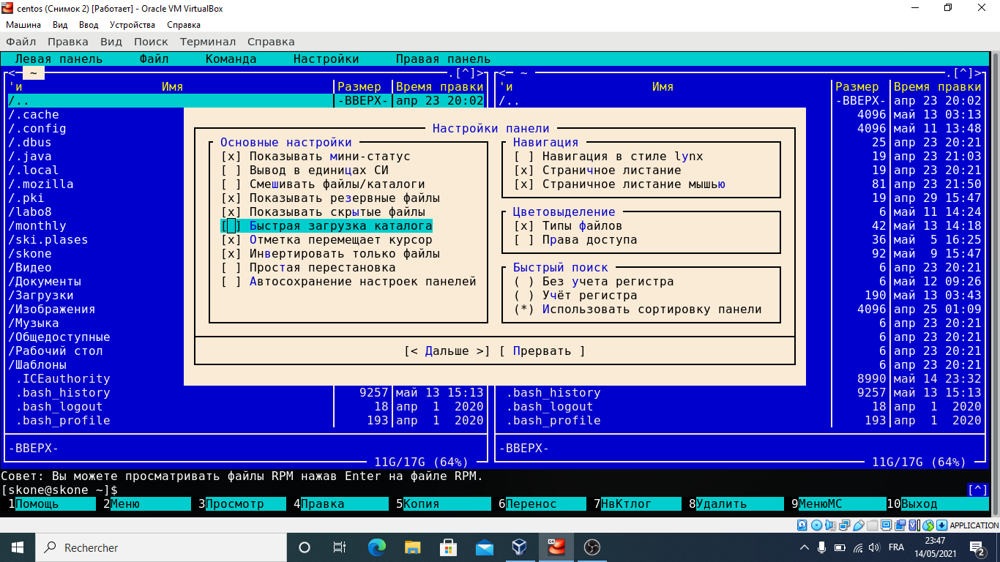 centos (Снимок 2) [Работает] - Oracle VM VirtualBox
Машина Вид Ввод Устройства Справка
Файл Правка Вид Поиск Терминал Справка
Левая панель Файл Команда Настройки Правая панель
<─ ~ .[^]> <─ ~ .[^]>
'и Имя Размер Время правки 'и Имя Размер Время правки
/.. -ВВЕРХ- апр 23 20:02 /.. -ВВЕРХ- апр 23 20:02
/.cache 4096 май 13 03:13
/.config Настройки панели 4096 май 11 13:48
/.dbus Основные настройки Навигация 25 апр 23 20:21
/.java [x] Показывать мини-статус [ ] Навигация в стиле lynx 19 апр 23 21:03
/.local [ ] Вывод в единицах СИ [x] Страничное листание 19 апр 23 20:21
/.mozilla [ ] Смешивать файлы/каталоги [x] Страничное листание мышью 81 апр 23 21:50
/.pki [x] Показывать резервные файлы 19 апр 29 15:47
/labo8 [x] Показывать скрытые файлы Цветовыделение 6 май 11 14:24
/monthly [ ] Быстрая загрузка каталога [x] Типы файлов 42 май 13 14:18
/ski.plases [x] Отметка перемещает курсор [ ] Права доступа 36 май 5 16:25
/skone [x] Инвертировать только файлы 92 май 9 15:47
/Видео [ ] Простая перестановка Быстрый поиск 6 апр 23 20:21
/Документы [ ] Автосохранение настроек панелей ( ) Без учета регистра 6 май 12 09:26
/Загрузки ( ) Учёт регистра 190 май 13 03:43
/Изображения (*) Использовать сортировку панели 4096 апр 25 01:09
/Музыка 6 апр 23 20:21
/Общедоступные 6 апр 23 20:21
/Рабочий стол [< Дальше >] [ Прервать ] 6 апр 23 20:21
/Шаблоны 6 апр 23 20:21
.ICEauthority 8990 май 14 23:32
.bash_history 9257 май 13 15:13 .bash_history 9257 май 13 15:13
.bash_logout 18 апр 1 2020 .bash_logout 18 апр 1 2020
.bash_profile 193 апр 1 2020 .bash_profile 193 апр 1 2020
-ВВЕРХ- -ВВЕРХ-
11G/17G (64%) 11G/17G (64%)
Совет: Вы можете просматривать файлы RPM нажав Enter на файле RPM.
[skone@skone ~]$ [^]
1Помощь 2Меню 3Просмотр 4Правка 5Копия 6Перенос 7НвКтлог 8Удалить 9МенюМС 10Выход
APPLICATION
Rechercher FRA 23:47
14/05/2021 2